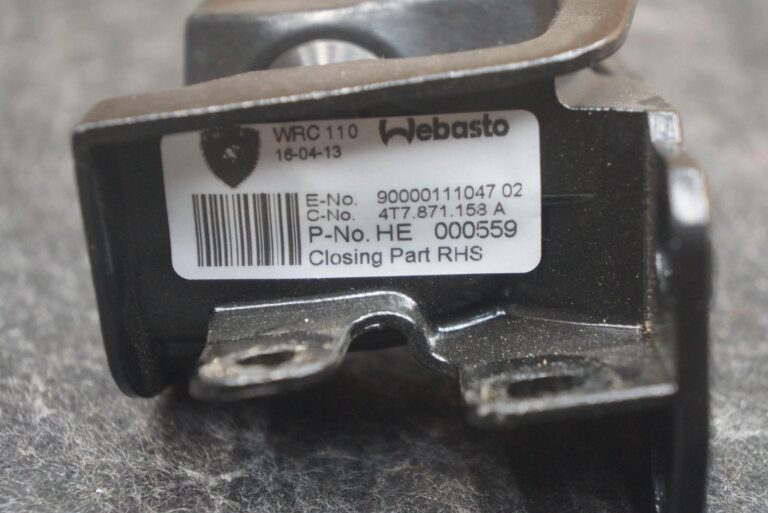 WRC 110 Webasto
16-04-13
E-No. 90000111047 02
C-No. 4T7.871.158 A
P-No. HE 000559
Closing Part RHS